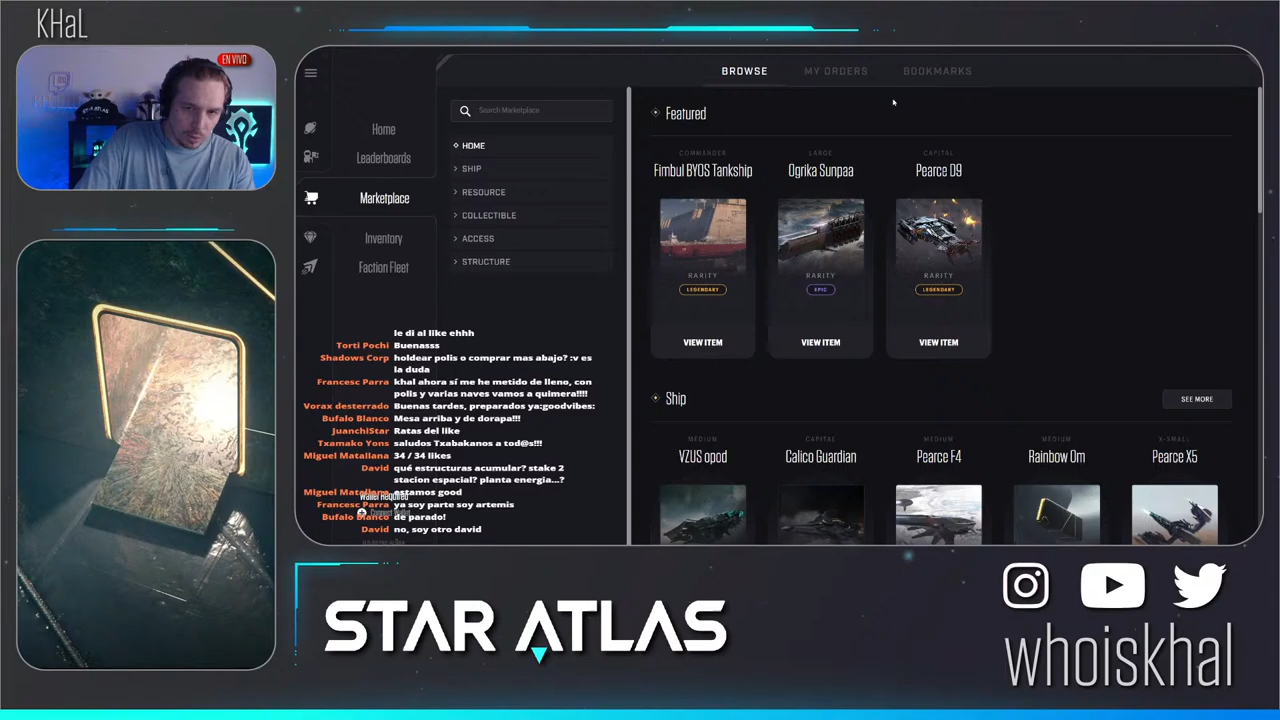 KHaL
EN VIVO
STAR ATLAS
Home
Leaderboards
Marketplace
Inventory
Faction Fleet
Search Marketplace
HOME
SHIP
RESOURCE
COLLECTIBLE
ACCESS
STRUCTURE
BROWSE MY ORDERS BOOKMARKS
Featured
COMMANDER LARGE CAPITAL
Fimbul BYOS Tankship Ogrika Sunpaa Pearce D9
RARITY RARITY RARITY
LEGENDARY EPIC LEGENDARY
VIEW ITEM VIEW ITEM VIEW ITEM
Ship SEE MORE
MEDIUM CAPITAL MEDIUM MEDIUM X-SMALL
VZUS opod Calico Guardian Pearce F4 Rainbow Om Pearce X5
le di al like ehhh
Torti Pochi Buenasss
Shadows Corp holdear polis o comprar mas abajo? :v es
la duda
Francesc Parra khal ahora sí me he metido de lleno, con
polis y varias naves vamos a quimera!!!!
Vorax desterrado Buenas tardes, preparados ya:goodvibes:
Bufalo Blanco Mesa arriba y de dorapa!!!
JuanchiStar Ratas del like
Txamako Yons saludos Txabakanos a tod@s!!!
Miguel Matallana 34 / 34 likes
David qué estructuras acumular? stake 2
stacion espacial? planta energia...?
Miguel Matallana estamos good
Wallet Required
Francesc Parra ya soy parte soy artemis
Bufalo Blanco de parado!
Connect Wallet
David no, soy otro david
STAR ATLAS
whoiskhal